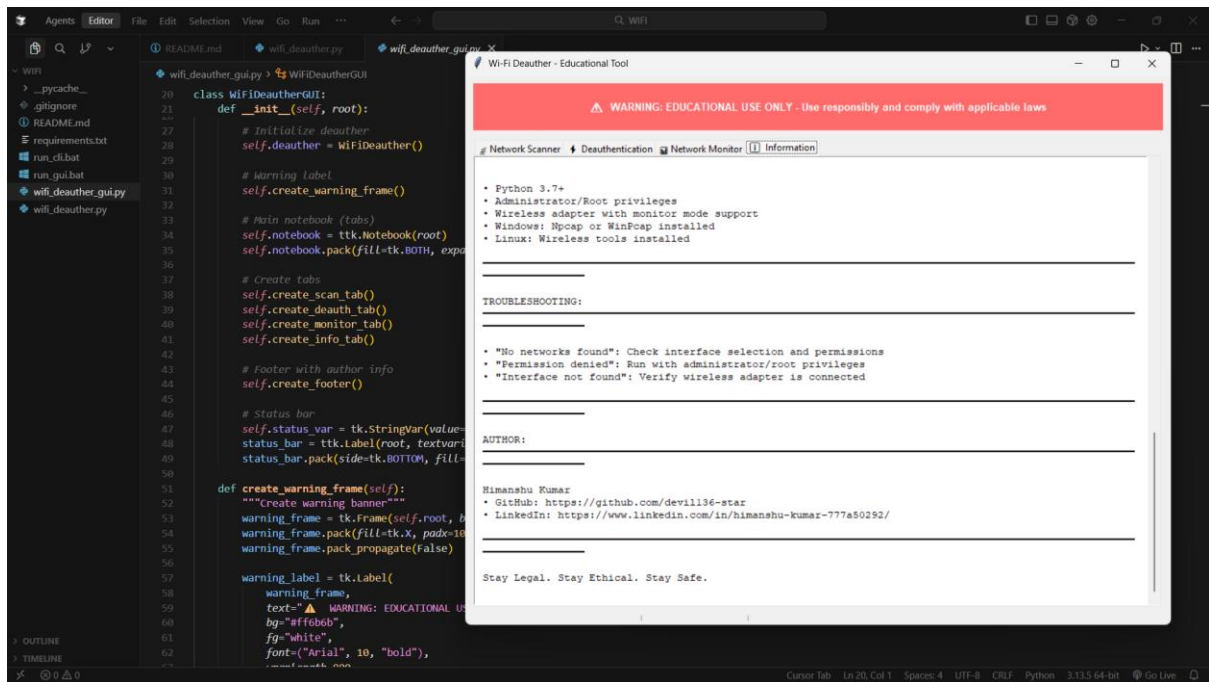 Agents Editor File Edit Selection View Go Run ... WIFI
README.md wifi_deauther.py wifi_deauther_gui.py
WIFI
__pycache__
.gitignore
README.md
requirements.txt
run_cli.bat
run_gui.bat
wifi_deauther_gui.py
wifi_deauther.py
OUTLINE
TIMELINE
wifi_deauther_gui.py > WiFiDeautherGUI
20 class WiFiDeautherGUI:
21 def __init__(self, root):
27 # Initialize deauther
28 self.deauther = WiFiDeauther()
29
30 # Warning label
31 self.create_warning_frame()
32
33 # Main notebook (tabs)
34 self.notebook = ttk.Notebook(root)
35 self.notebook.pack(fill=tk.BOTH, expa
36
37 # Create tabs
38 self.create_scan_tab()
39 self.create_deauth_tab()
40 self.create_monitor_tab()
41 self.create_info_tab()
42
43 # Footer with author info
44 self.create_footer()
45
46 # Status bar
47 self.status_var = tk.StringVar(value=
48 status_bar = ttk.Label(root, textvari
49 status_bar.pack(side=tk.BOTTOM, fill=
50
51 def create_warning_frame(self):
52 """Create warning banner"""
53 warning_frame = tk.Frame(self.root, b
54 warning_frame.pack(fill=tk.X, padx=10
55 warning_frame.pack_propagate(False)
56
57 warning_label = tk.Label(
58 warning_frame,
59 text="⚠ WARNING: EDUCATIONAL US
60 bg="#ff6b6b",
61 fg="white",
62 font=("Arial", 10, "bold"),
Wi-Fi Deauther - Educational Tool
⚠ WARNING: EDUCATIONAL USE ONLY - Use responsibly and comply with applicable laws
Network Scanner Deauthentication Network Monitor Information
• Python 3.7+
• Administrator/Root privileges
• Wireless adapter with monitor mode support
• Windows: Npcap or WinPcap installed
• Linux: Wireless tools installed
TROUBLESHOOTING:
• "No networks found": Check interface selection and permissions
• "Permission denied": Run with administrator/root privileges
• "Interface not found": Verify wireless adapter is connected
AUTHOR:
Himanshu Kumar
• GitHub: https://github.com/devil136-star
• LinkedIn: https://www.linkedin.com/in/himanshu-kumar-777a50292/
Stay Legal. Stay Ethical. Stay Safe.
0 0 Cursor Tab Ln 20, Col 1 Spaces: 4 UTF-8 CRLF Python 3.13.5 64-bit Go Live